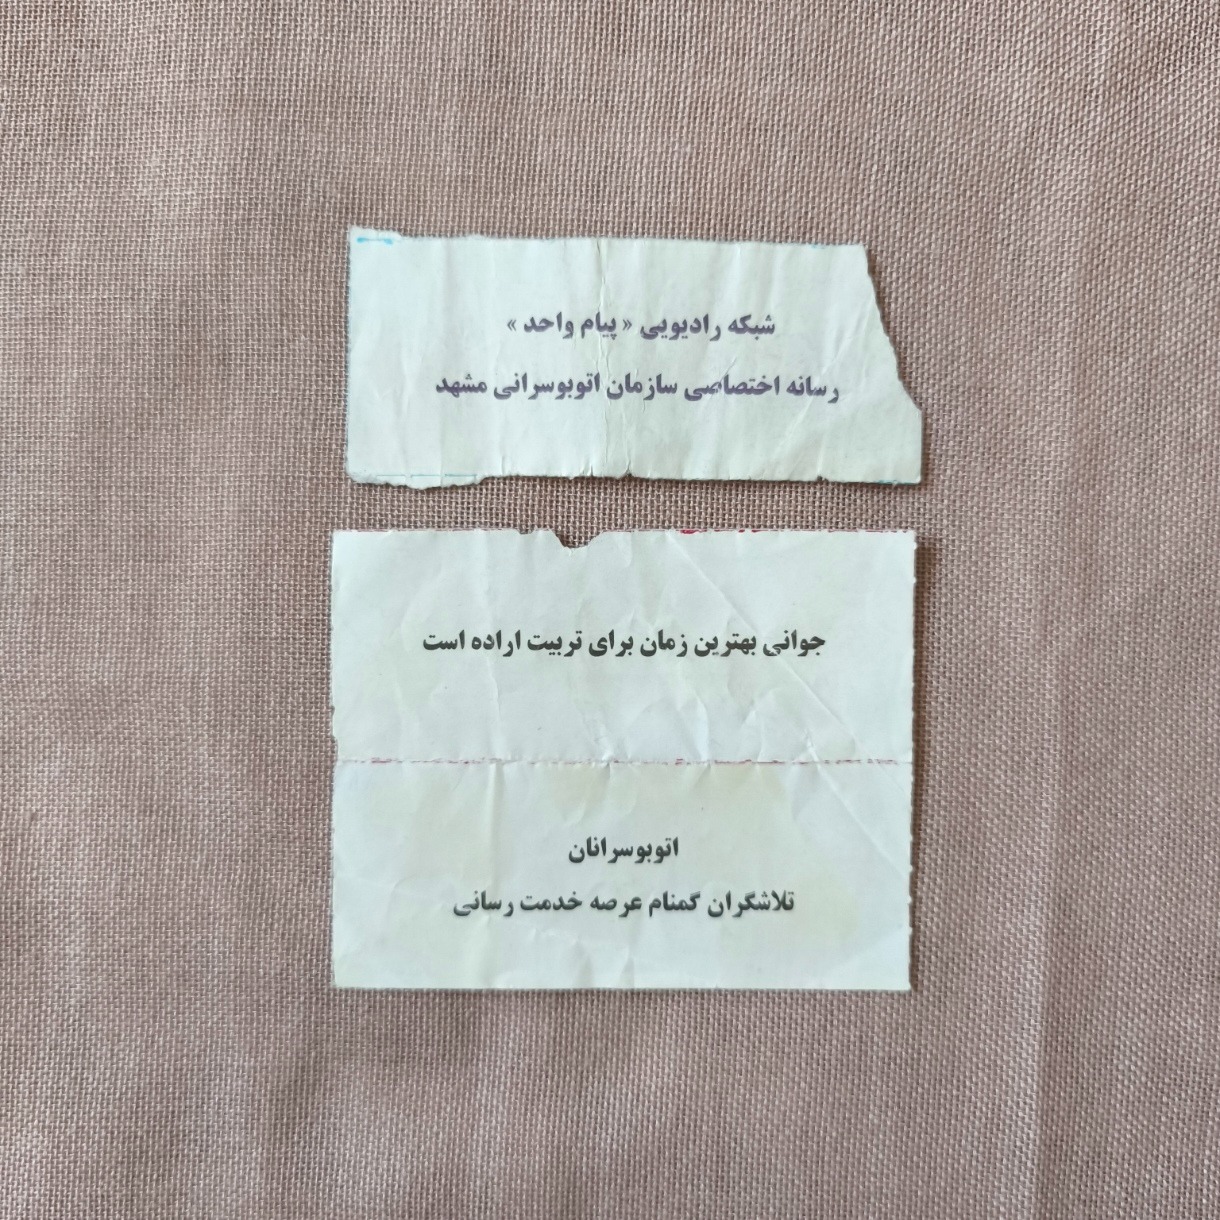 شبکه رادیویی « پیام واحد »
رسانه اختصاصی سازمان اتوبوسرانی مشهد
جوانی بهترین زمان برای تربیت اراده است
اتوبوسرانان
تلاشگران گمنام عرصه خدمت رسانی